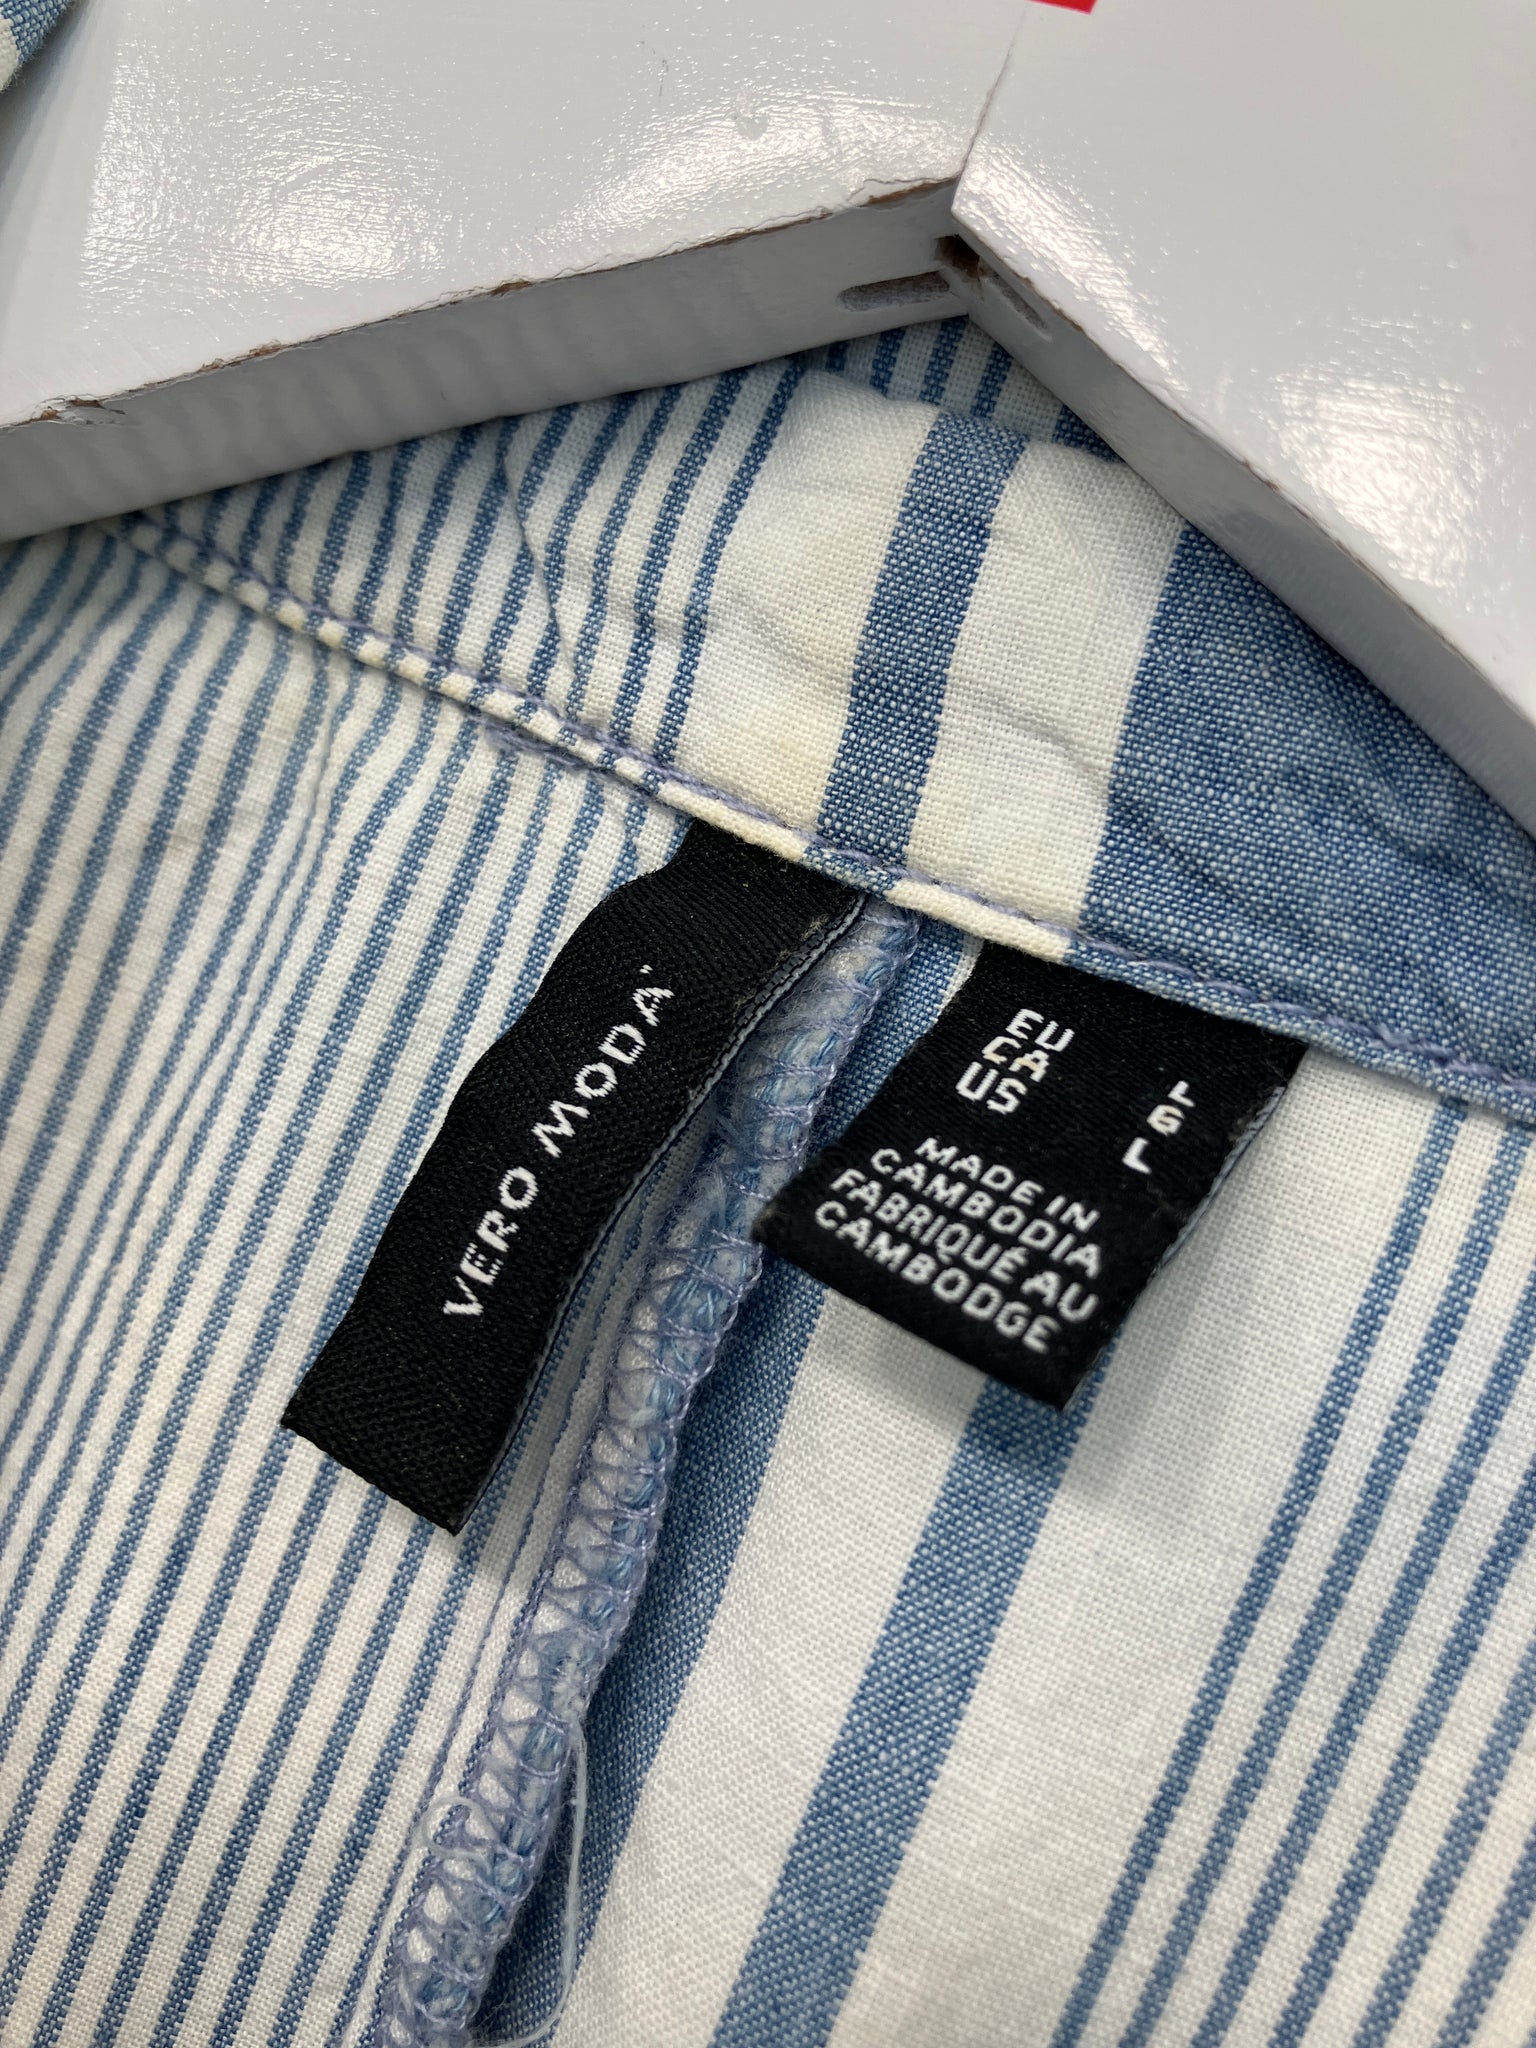 VERO MODA
EU L
CA G
US L
MADE IN
CAMBODIA
FABRIQUÉ AU
CAMBODGE